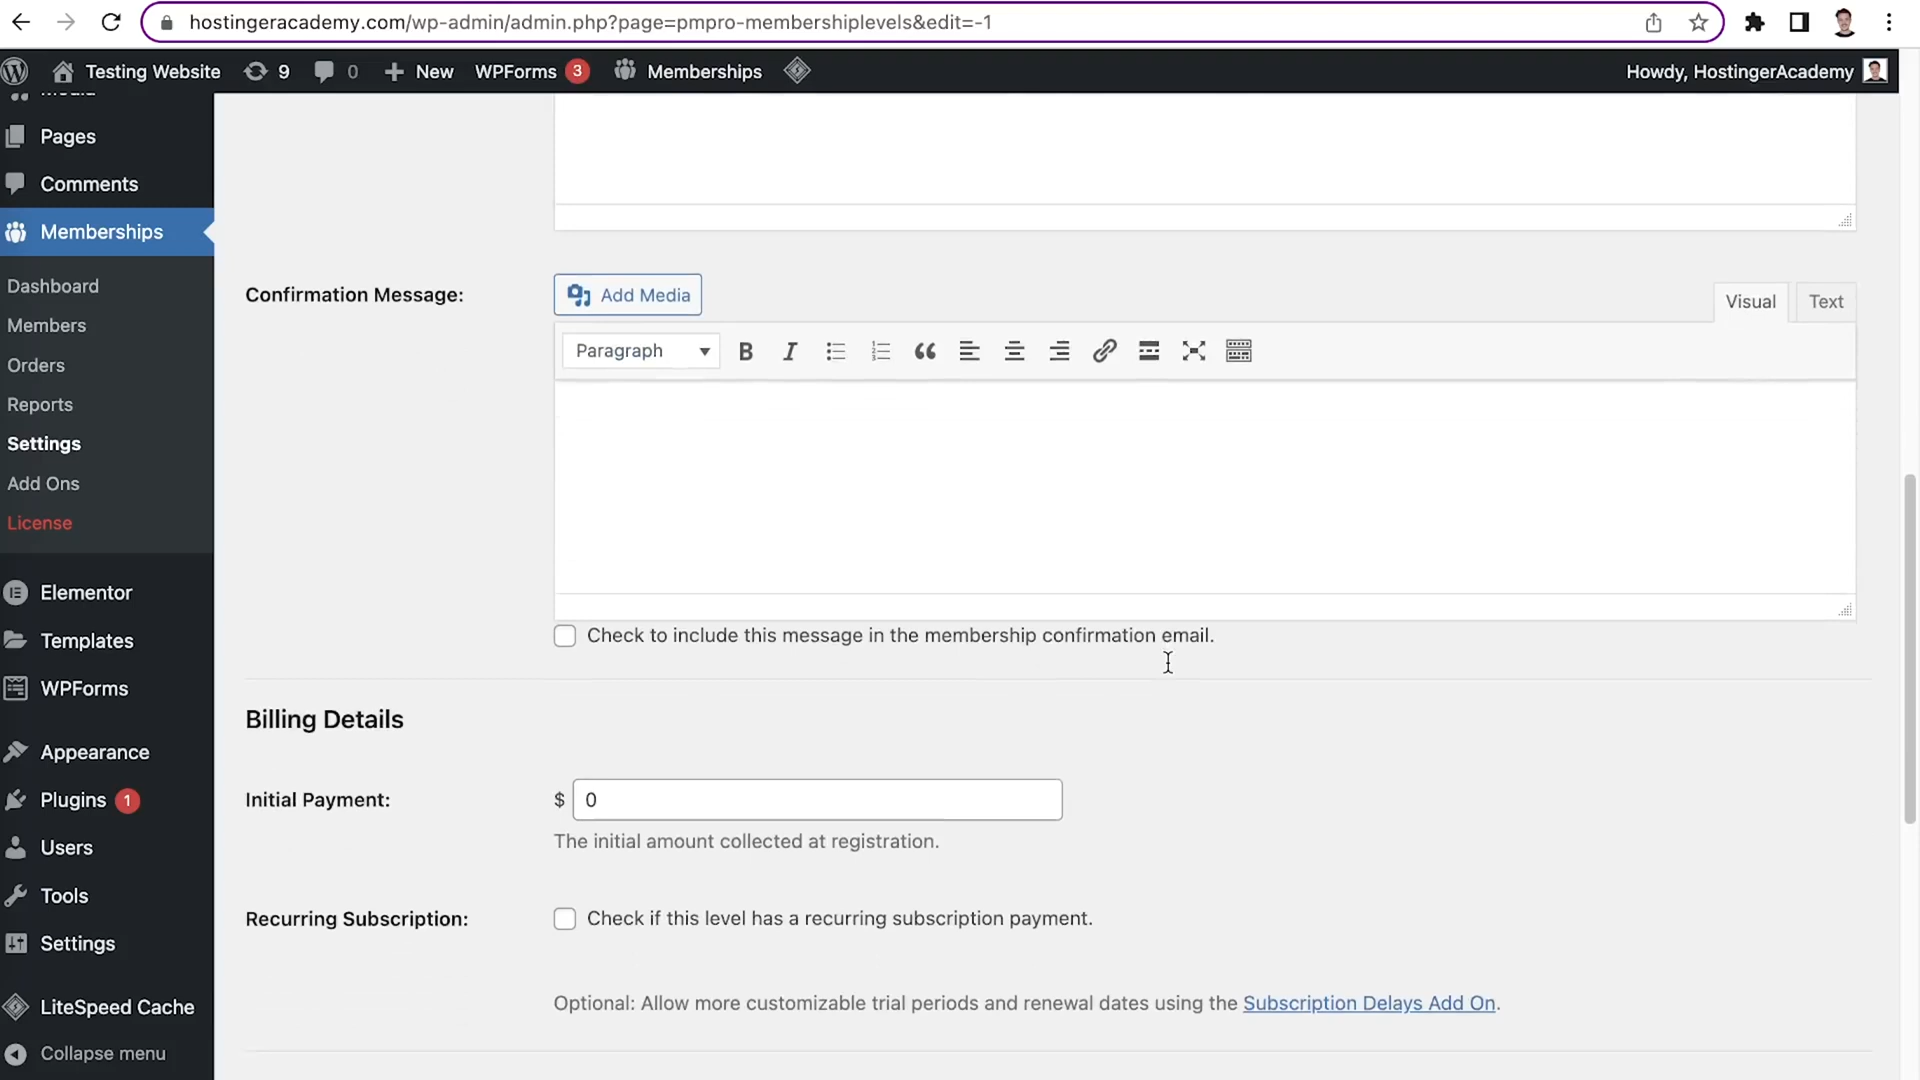 hostingeracademy.com/wp-admin/admin.php?page=pmpro-membershiplevels&edit=-1
Testing Website 9 0 New WPForms 3 Memberships Howdy, HostingerAcademy
Media
Pages
Comments
Memberships
Dashboard
Members
Orders
Reports
Settings
Add Ons
License
Elementor
Templates
WPForms
Appearance
Plugins 1
Users
Tools
Settings
LiteSpeed Cache
Collapse menu
Confirmation Message:
Add Media
Visual Text
Paragraph
Check to include this message in the membership confirmation email.
Billing Details
Initial Payment:
$ 0
The initial amount collected at registration.
Recurring Subscription:
Check if this level has a recurring subscription payment.
Optional: Allow more customizable trial periods and renewal dates using the Subscription Delays Add On.